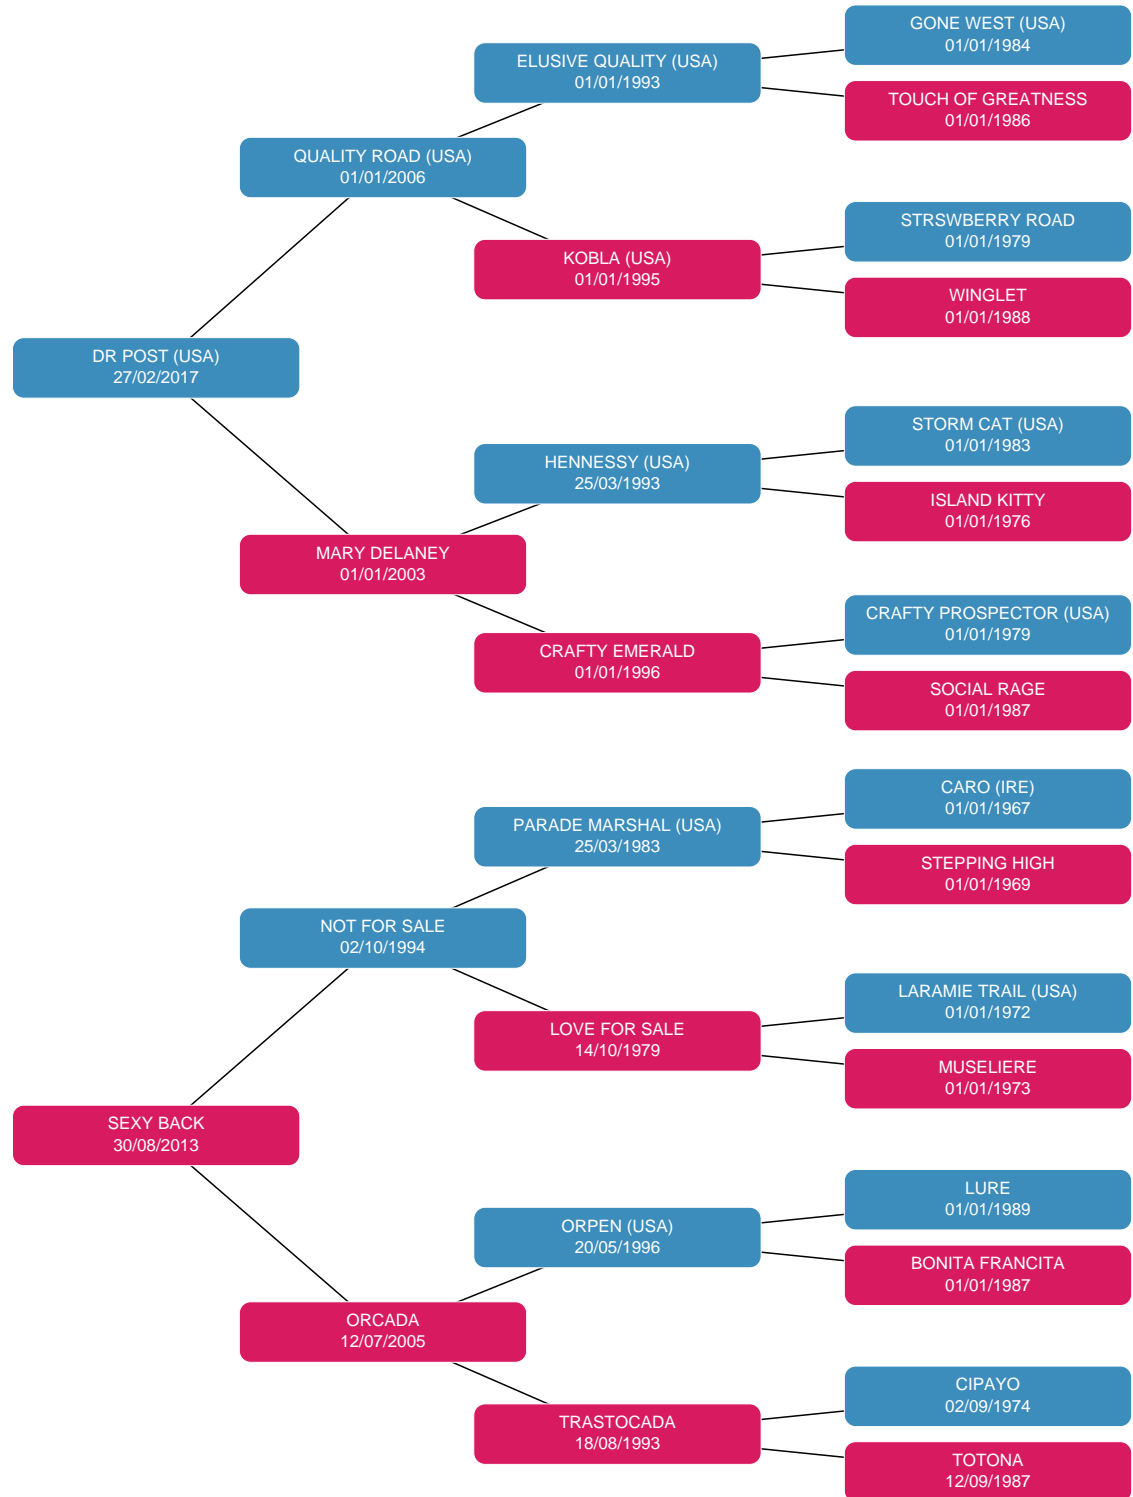 GONE WEST (USA)
01/01/1984
ELUSIVE QUALITY (USA)
01/01/1993
TOUCH OF GREATNESS
01/01/1986
QUALITY ROAD (USA)
01/01/2006
STRSWBERRY ROAD
01/01/1979
KOBLA (USA)
01/01/1995
WINGLET
01/01/1988
DR POST (USA)
27/02/2017
STORM CAT (USA)
01/01/1983
HENNESSY (USA)
25/03/1993
ISLAND KITTY
01/01/1976
MARY DELANEY
01/01/2003
CRAFTY PROSPECTOR (USA)
01/01/1979
CRAFTY EMERALD
01/01/1996
SOCIAL RAGE
01/01/1987
CARO (IRE)
01/01/1967
PARADE MARSHAL (USA)
25/03/1983
STEPPING HIGH
01/01/1969
NOT FOR SALE
02/10/1994
LARAMIE TRAIL (USA)
01/01/1972
LOVE FOR SALE
14/10/1979
MUSELIERE
01/01/1973
SEXY BACK
30/08/2013
LURE
01/01/1989
ORPEN (USA)
20/05/1996
BONITA FRANCITA
01/01/1987
ORCADA
12/07/2005
CIPAYO
02/09/1974
TRASTOCADA
18/08/1993
TOTONA
12/09/1987